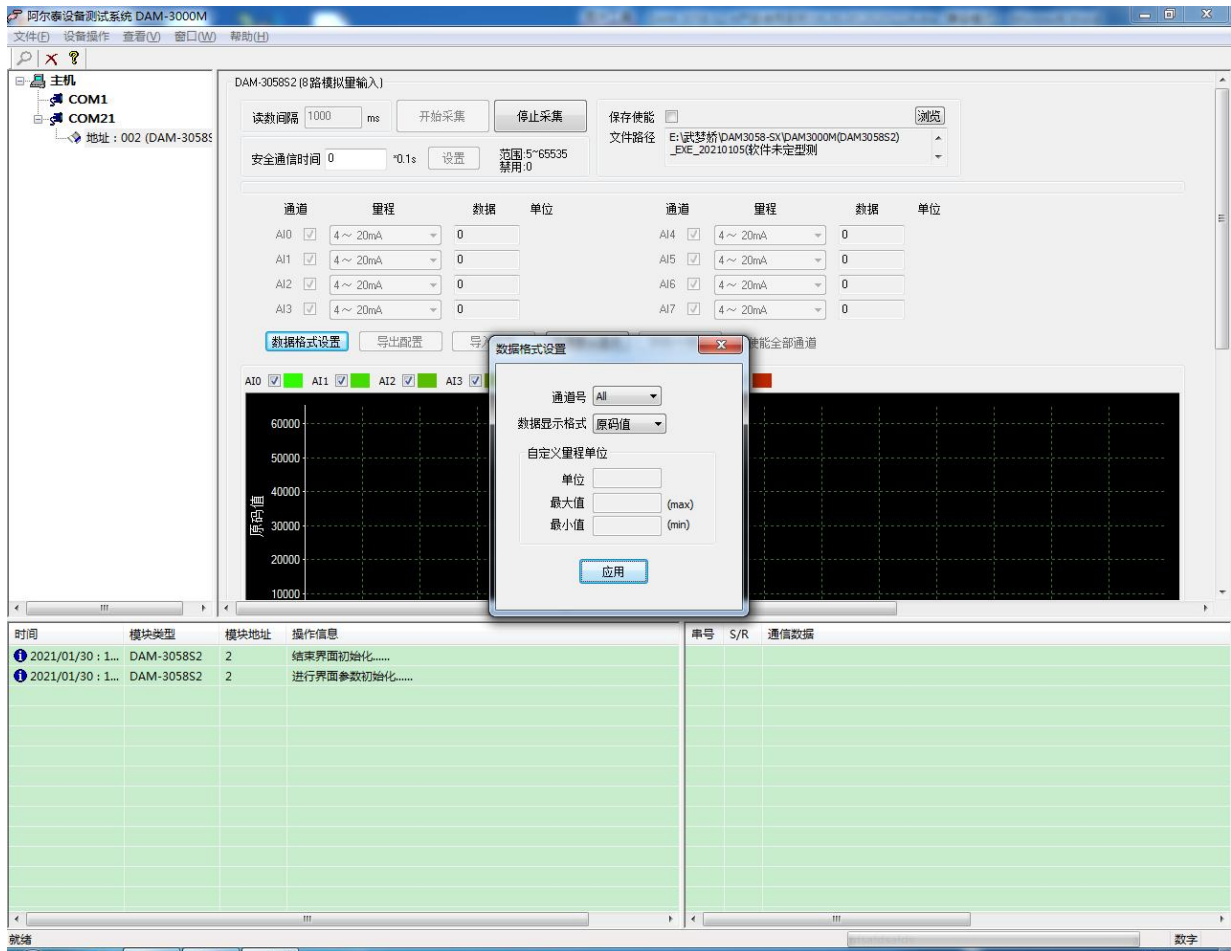 阿尔泰设备测试系统 DAM-3000M
文件(F) 设备操作 查看(V) 窗口(W) 帮助(H)
主机
COM1
COM21
地址：002 (DAM-3058S
DAM-3058S2 (8路模拟量输入)
读数间隔 1000 ms 开始采集 停止采集
安全通信时间 0 *0.1s 设置 范围:5~65535
禁用:0
保存使能 浏览
文件路径 E:\武梦娇\DAM3058-SX\DAM3000M(DAM3058S2)
_EXE_20210105(软件未定型测
通道 量程 数据 单位 通道 量程 数据 单位
AI0 4～ 20mA 0 AI4 4～ 20mA 0
AI1 4～ 20mA 0 AI5 4～ 20mA 0
AI2 4～ 20mA 0 AI6 4～ 20mA 0
AI3 4～ 20mA 0 AI7 4～ 20mA 0
数据格式设置 导出配置 导入 使能全部通道
AI0 AI1 AI2 AI3
原码值
60000
50000
40000
30000
20000
10000
数据格式设置
通道号 All
数据显示格式 原码值
自定义量程单位
单位
最大值 (max)
最小值 (min)
应用
时间 模块类型 模块地址 操作信息
2021/01/30 : 1... DAM-3058S2 2 结束界面初始化......
2021/01/30 : 1... DAM-3058S2 2 进行界面参数初始化......
串号 S/R 通信数据
就绪 数字